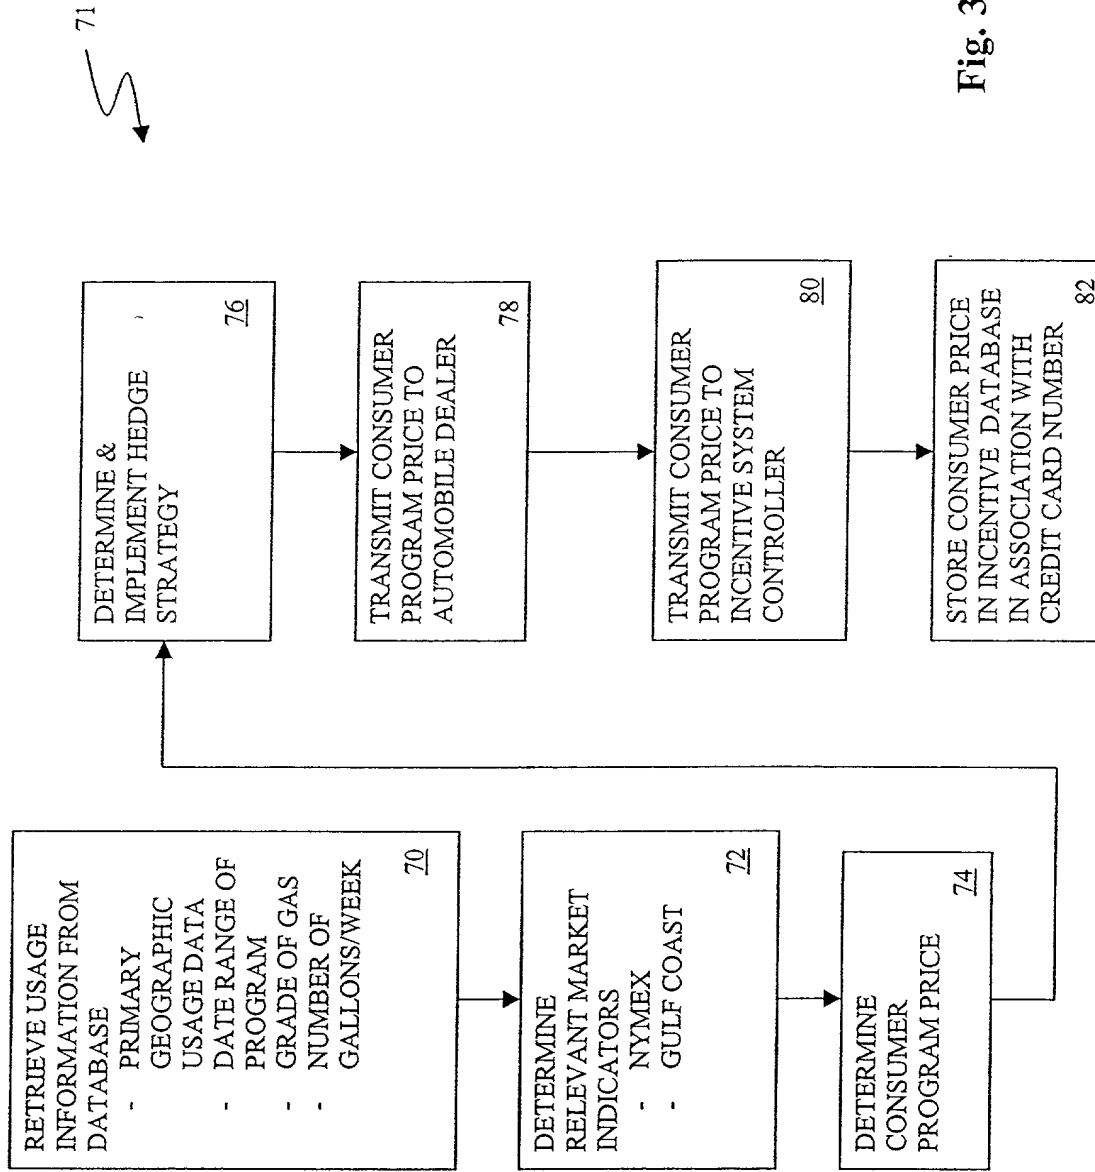 71
RETRIEVE USAGE
INFORMATION FROM
DATABASE
- PRIMARY
GEOGRAPHIC
USAGE DATA
- DATE RANGE OF
PROGRAM
- GRADE OF GAS
- NUMBER OF
GALLONS/WEEK
70
DETERMINE
RELEVANT MARKET
INDICATORS
- NYMEX
- GULF COAST
72
DETERMINE
CONSUMER
PROGRAM PRICE
74
DETERMINE &
IMPLEMENT HEDGE
STRATEGY
76
TRANSMIT CONSUMER
PROGRAM PRICE TO
AUTOMOBILE DEALER
78
TRANSMIT CONSUMER
PROGRAM PRICE TO
INCENTIVE SYSTEM
CONTROLLER
80
STORE CONSUMER PRICE
IN INCENTIVE DATABASE
IN ASSOCIATION WITH
CREDIT CARD NUMBER
82
Fig. 3